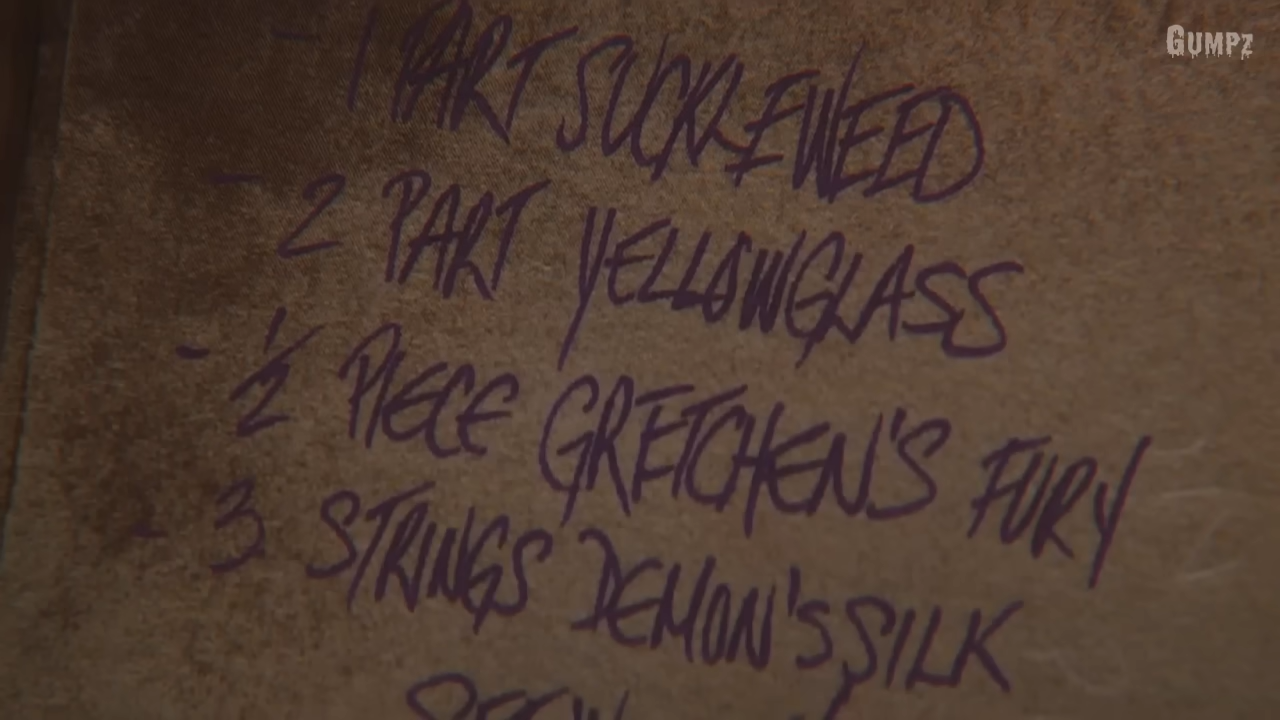 GUMPZ
- 1 PART SUCKLEWEED
- 2 PART YELLOWGLASS
- 1/2 PIECE GRETCHEN'S FURY
- 3 STRINGS DEMON'S SILK